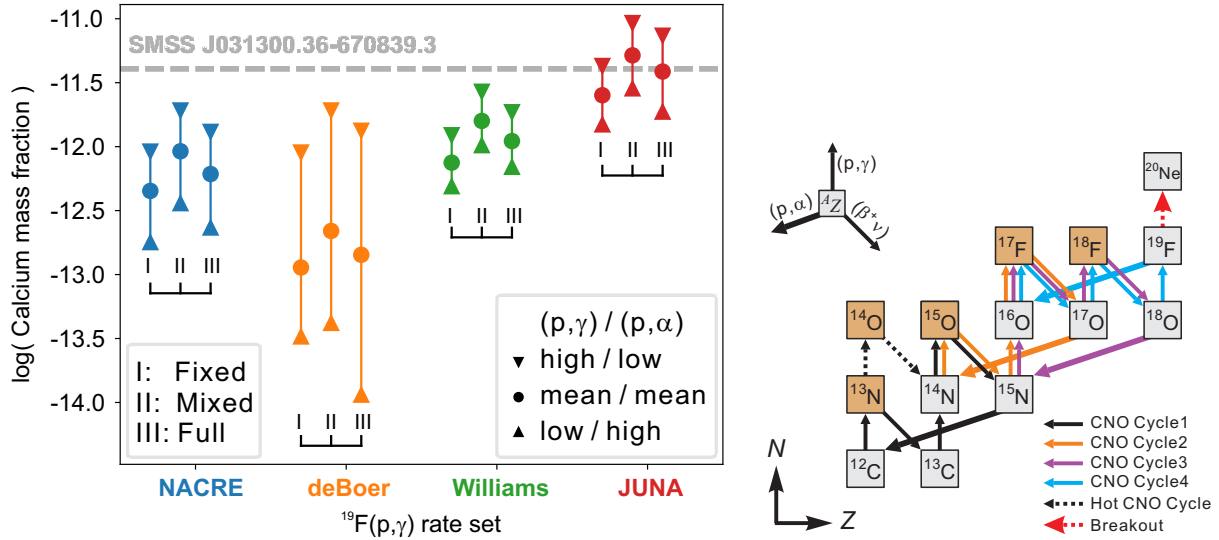 -11.0
-11.5
-12.0
-12.5
-13.0
-13.5
-14.0
log( Calcium mass fraction)
SMSS J031300.36-670839.3
I II III
I II III
I II III
I II III
I: Fixed
II: Mixed
III: Full
(p,γ) / (p,α)
high / low
mean / mean
low / high
NACRE deBoer Williams JUNA
¹⁹F(p,γ) rate set
(p,γ)
(p,α)
ᴬZ
(β⁺ν)
²⁰Ne
¹⁷F ¹⁸F ¹⁹F
¹⁴O ¹⁵O ¹⁶O ¹⁷O ¹⁸O
¹³N ¹⁴N ¹⁵N
¹²C ¹³C
N
Z
CNO Cycle1
CNO Cycle2
CNO Cycle3
CNO Cycle4
Hot CNO Cycle
Breakout